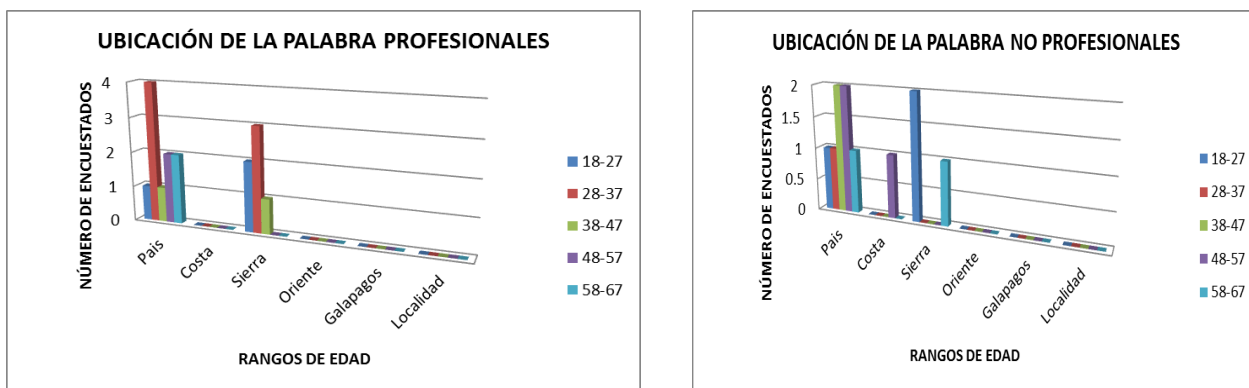 UBICACIÓN DE LA PALABRA PROFESIONALES
NÚMERO DE ENCUESTADOS
4
3
2
1
0
País
Costa
Sierra
Oriente
Galapagos
Localidad
RANGOS DE EDAD
18-27
28-37
38-47
48-57
58-67
UBICACIÓN DE LA PALABRA NO PROFESIONALES
NÚMERO DE ENCUESTADOS
2
1.5
1
0.5
0
País
Costa
Sierra
Oriente
Galapagos
Localidad
RANGOS DE EDAD
18-27
28-37
38-47
48-57
58-67